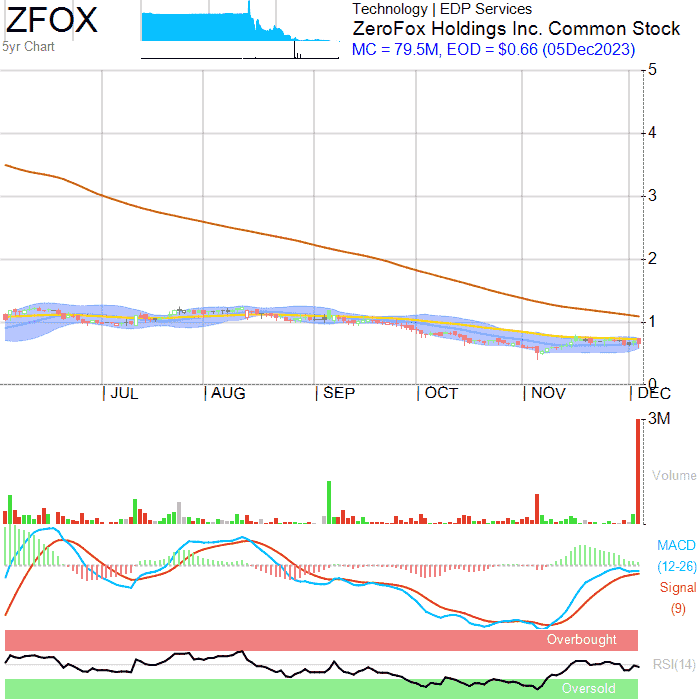 ZFOX
5yr Chart
Technology | EDP Services
ZeroFox Holdings Inc. Common Stock
MC = 79.5M, EOD = $0.66 (05Dec2023)
5
4
3
2
1
0
JUL AUG SEP OCT NOV DEC
3M
Volume
MACD
(12-26)
Signal
(9)
Overbought
RSI(14)
Oversold